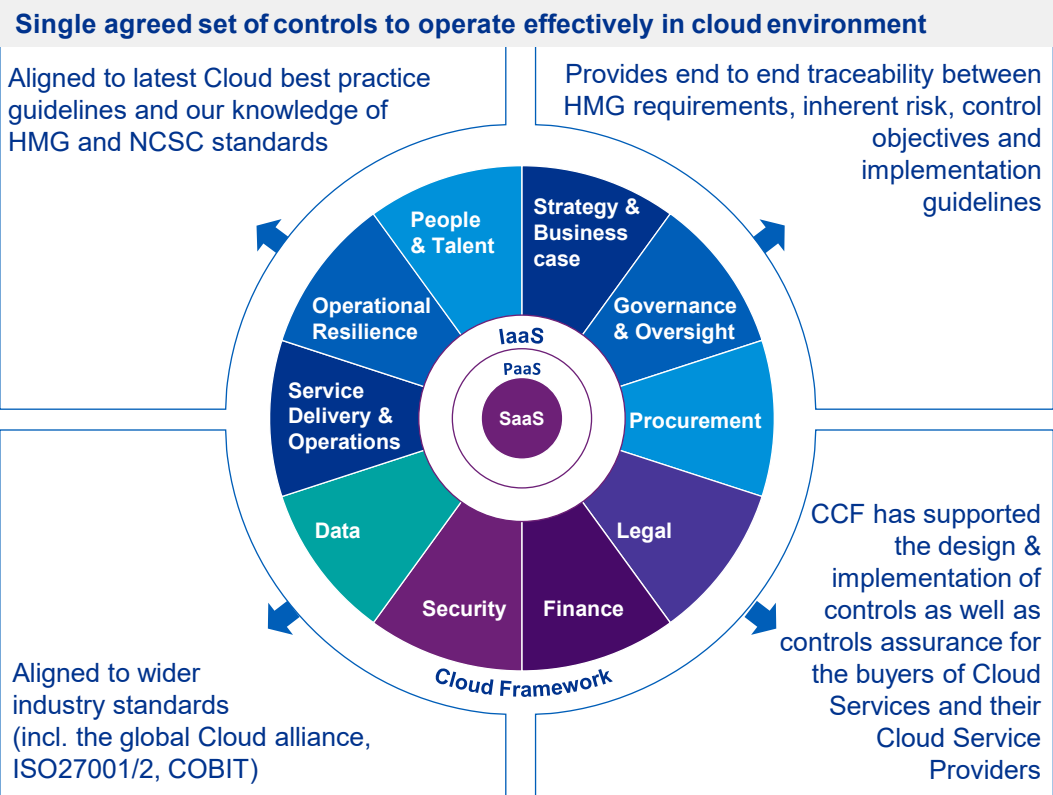 Single agreed set of controls to operate effectively in cloud environment
Aligned to latest Cloud best practice
guidelines and our knowledge of
HMG and NCSC standards
Provides end to end traceability between
HMG requirements, inherent risk, control
objectives and
implementation
guidelines
People
& Talent
Strategy &
Business
case
Operational
Resilience
Governance
& Oversight
IaaS
PaaS
SaaS
Service
Delivery &
Operations
Procurement
Data
Legal
Security
Finance
Cloud Framework
Aligned to wider
industry standards
(incl. the global Cloud alliance,
ISO27001/2, COBIT)
CCF has supported
the design &
implementation of
controls as well as
controls assurance for
the buyers of Cloud
Services and their
Cloud Service
Providers